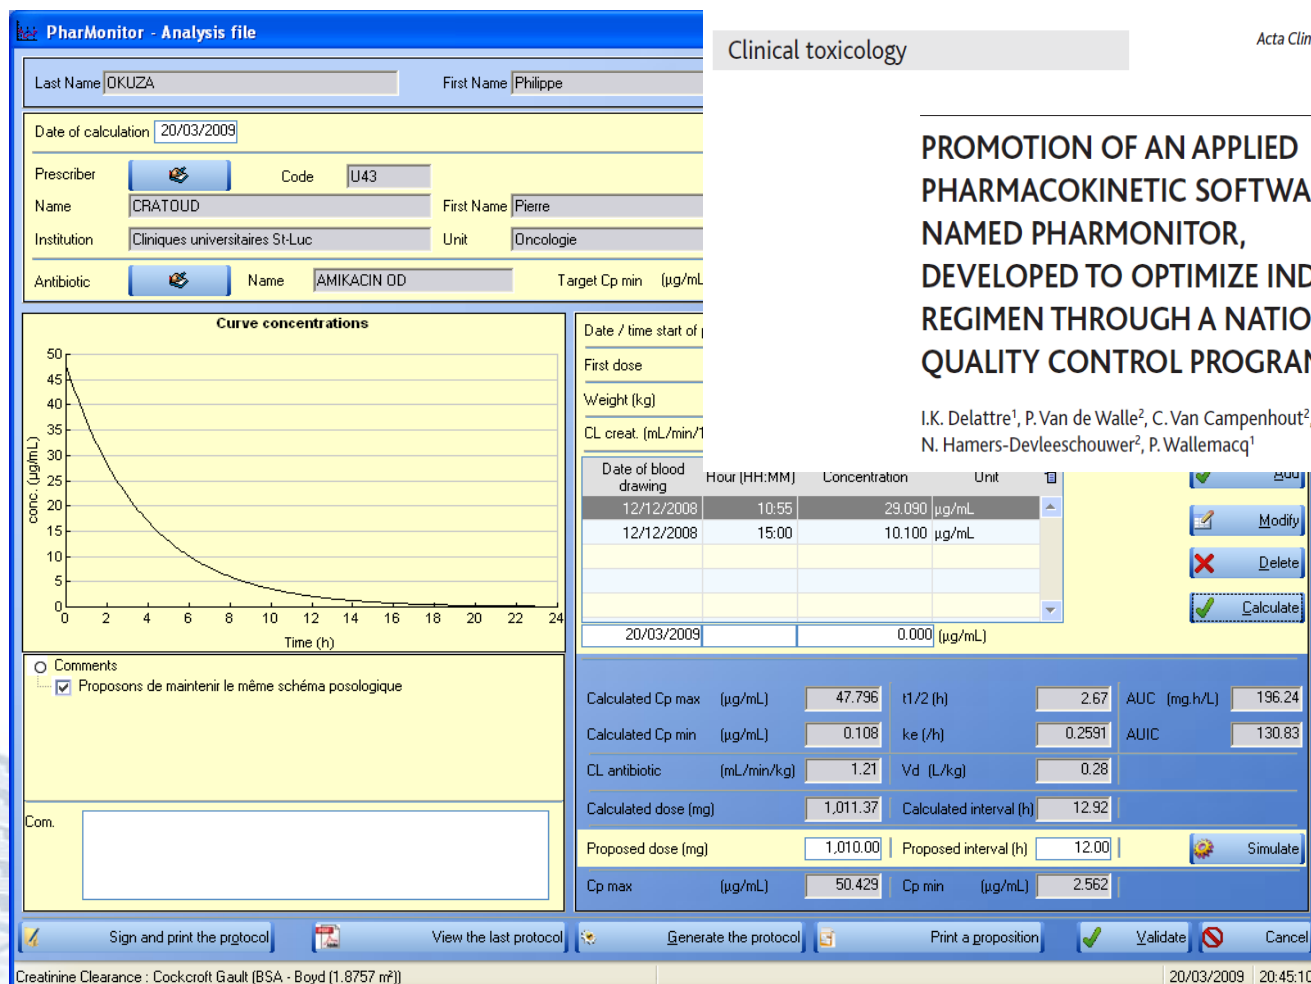 PharMonitor - Analysis file
Clinical toxicology
Acta Clin
Last Name OKUZA First Name Philippe
Date of calculation 20/03/2009
Prescriber Code U43
Name CRATOUD First Name Pierre
Institution Cliniques universitaires St-Luc Unit Oncologie
Antibiotic Name AMIKACIN OD Target Cp min (µg/mL
PROMOTION OF AN APPLIED
PHARMACOKINETIC SOFTWA
NAMED PHARMONITOR,
DEVELOPED TO OPTIMIZE IND
REGIMEN THROUGH A NATIO
QUALITY CONTROL PROGRAM
I.K. Delattre¹, P. Van de Walle², C. Van Campenhout²,
N. Hamers-Devleeschouwer², P. Wallemacq¹
Curve concentrations
conc. (µg/mL)
50
45
40
35
30
25
20
15
10
5
0
0 2 4 6 8 10 12 14 16 18 20 22 24
Time (h)
Date / time start of
First dose
Weight (kg)
CL creat. (mL/min/1
Date of blood drawing Hour (HH:MM) Concentration Unit
12/12/2008 10:55 29.090 µg/mL
12/12/2008 15:00 10.100 µg/mL
20/03/2009 0.000 (µg/mL)
Add
Modify
Delete
Calculate
Comments
Proposons de maintenir le même schéma posologique
Com.
Calculated Cp max (µg/mL) 47.796 t1/2 (h) 2.67 AUC (mg.h/L) 196.24
Calculated Cp min (µg/mL) 0.108 ke (/h) 0.2591 AUIC 130.83
CL antibiotic (mL/min/kg) 1.21 Vd (L/kg) 0.28
Calculated dose (mg) 1,011.37 Calculated interval (h) 12.92
Proposed dose (mg) 1,010.00 Proposed interval (h) 12.00 Simulate
Cp max (µg/mL) 50.429 Cp min (µg/mL) 2.562
Sign and print the protocol View the last protocol Generate the protocol Print a proposition Validate Cancel
Creatinine Clearance : Cockcroft Gault (BSA - Boyd (1.8757 m²)) 20/03/2009 20:45:10